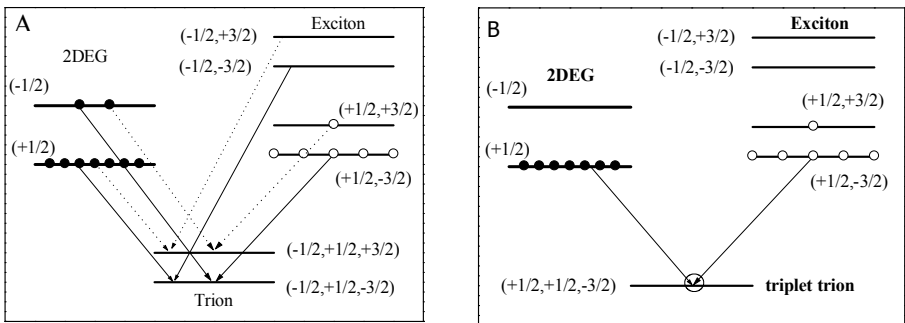 A
Exciton
(-1/2,+3/2)
2DEG
(-1/2,-3/2)
(-1/2)
(+1/2,+3/2)
(+1/2)
(+1/2,-3/2)
(-1/2,+1/2,+3/2)
(-1/2,+1/2,-3/2)
Trion
B
Exciton
(-1/2,+3/2)
2DEG
(-1/2,-3/2)
(-1/2)
(+1/2,+3/2)
(+1/2)
(+1/2,-3/2)
(+1/2,+1/2,-3/2)
triplet trion